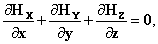 ∂H_X/∂x + ∂H_Y/∂y + ∂H_Z/∂z = 0,